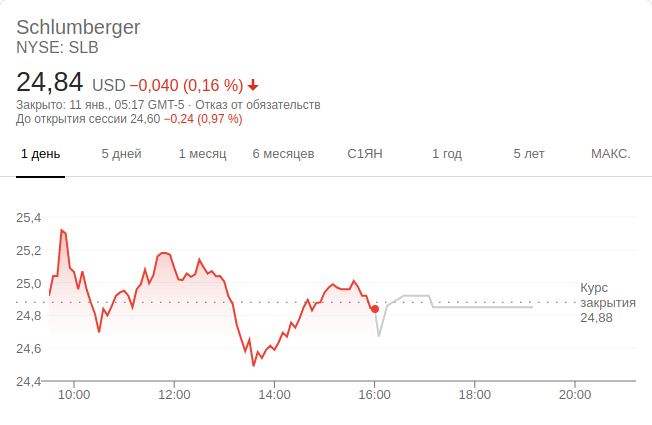 Schlumberger
NYSE: SLB
24,84 USD −0,040 (0,16 %)
Закрыто: 11 янв., 05:17 GMT-5 · Отказ от обязательств
До открытия сессии 24,60 −0,24 (0,97 %)
1 день 5 дней 1 месяц 6 месяцев С1ЯН 1 год 5 лет МАКС.
25,4
25,2
25,0
24,8
24,6
24,4
Курс
закрытия
24,88
10:00 12:00 14:00 16:00 18:00 20:00